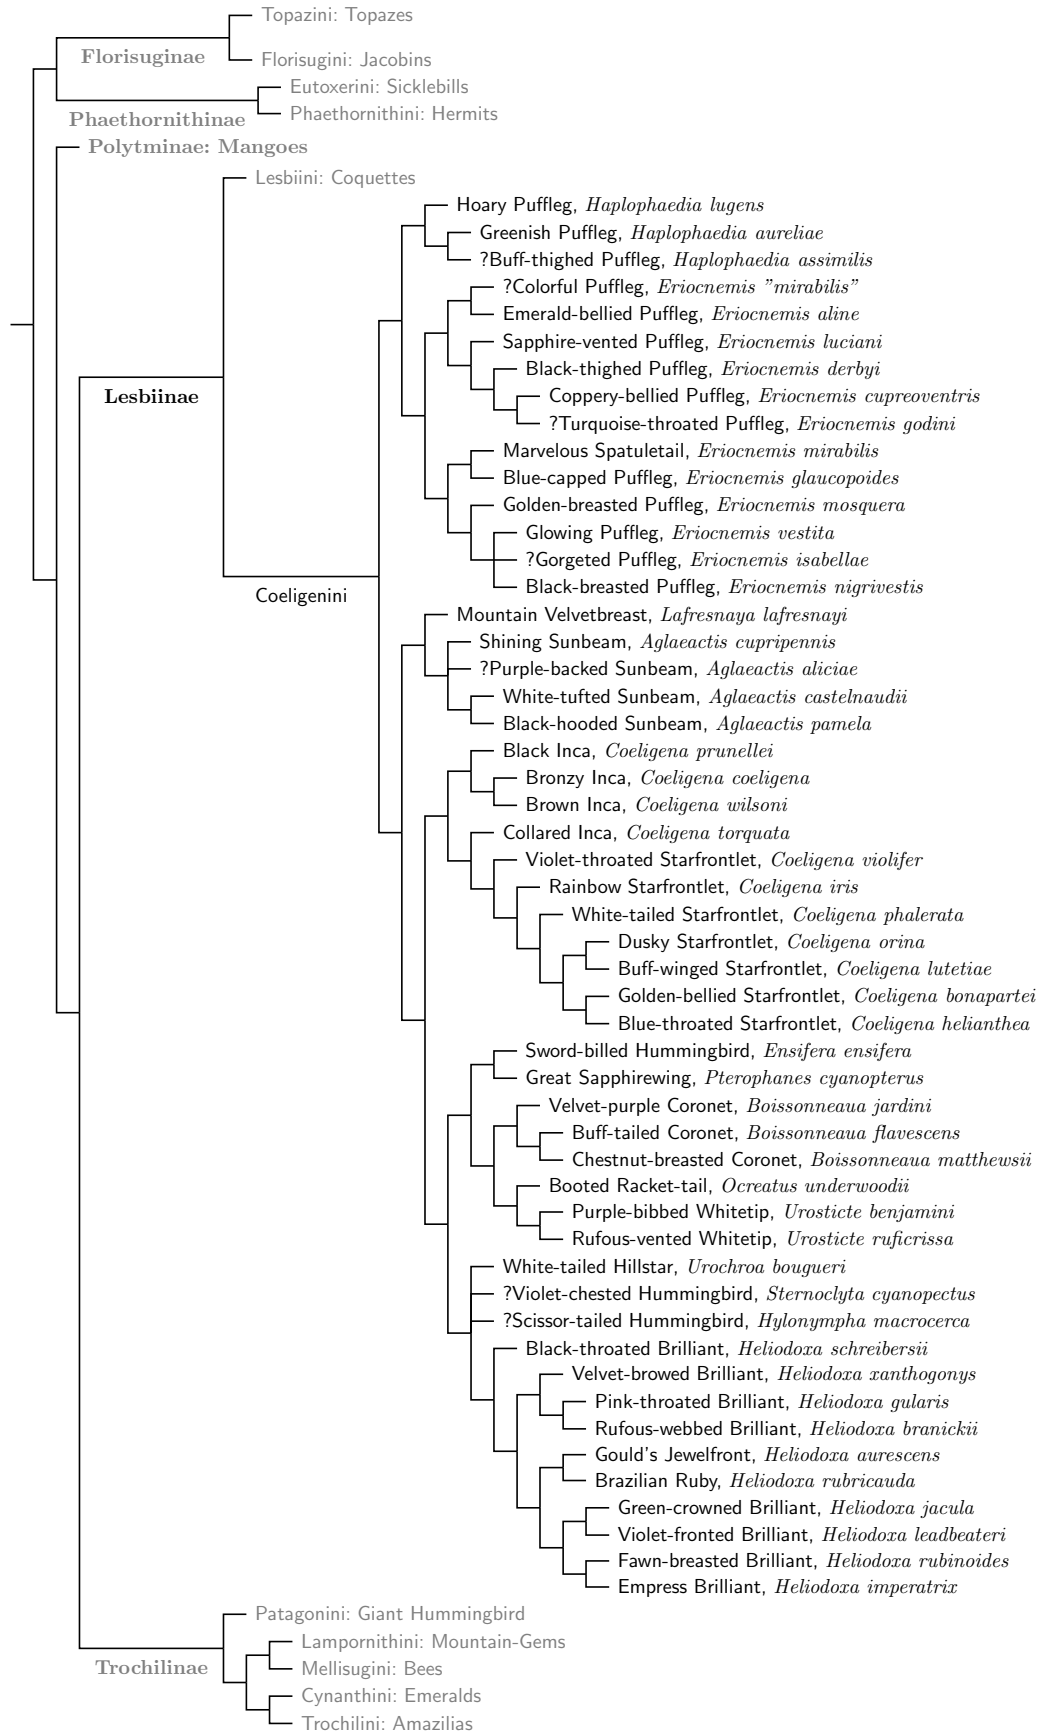 Topazini: Topazes
Florisuginae
Florisugini: Jacobins
Eutoxerini: Sicklebills
Phaethornithinae
Phaethornithini: Hermits
Polytminae: Mangoes
Lesbiini: Coquettes
Hoary Puffleg, Haplophaedia lugens
Greenish Puffleg, Haplophaedia aureliae
?Buff-thighed Puffleg, Haplophaedia assimilis
?Colorful Puffleg, Eriocnemis ”mirabilis”
Emerald-bellied Puffleg, Eriocnemis aline
Sapphire-vented Puffleg, Eriocnemis luciani
Black-thighed Puffleg, Eriocnemis derbyi
Lesbiinae
Coppery-bellied Puffleg, Eriocnemis cupreoventris
?Turquoise-throated Puffleg, Eriocnemis godini
Marvelous Spatuletail, Eriocnemis mirabilis
Blue-capped Puffleg, Eriocnemis glaucopoides
Golden-breasted Puffleg, Eriocnemis mosquera
Glowing Puffleg, Eriocnemis vestita
?Gorgeted Puffleg, Eriocnemis isabellae
Black-breasted Puffleg, Eriocnemis nigrivestis
Coeligenini
Mountain Velvetbreast, Lafresnaya lafresnayi
Shining Sunbeam, Aglaeactis cupripennis
?Purple-backed Sunbeam, Aglaeactis aliciae
White-tufted Sunbeam, Aglaeactis castelnaudii
Black-hooded Sunbeam, Aglaeactis pamela
Black Inca, Coeligena prunellei
Bronzy Inca, Coeligena coeligena
Brown Inca, Coeligena wilsoni
Collared Inca, Coeligena torquata
Violet-throated Starfrontlet, Coeligena violifer
Rainbow Starfrontlet, Coeligena iris
White-tailed Starfrontlet, Coeligena phalerata
Dusky Starfrontlet, Coeligena orina
Buff-winged Starfrontlet, Coeligena lutetiae
Golden-bellied Starfrontlet, Coeligena bonapartei
Blue-throated Starfrontlet, Coeligena helianthea
Sword-billed Hummingbird, Ensifera ensifera
Great Sapphirewing, Pterophanes cyanopterus
Velvet-purple Coronet, Boissonneaua jardini
Buff-tailed Coronet, Boissonneaua flavescens
Chestnut-breasted Coronet, Boissonneaua matthewsii
Booted Racket-tail, Ocreatus underwoodii
Purple-bibbed Whitetip, Urosticte benjamini
Rufous-vented Whitetip, Urosticte ruficrissa
White-tailed Hillstar, Urochroa bougueri
?Violet-chested Hummingbird, Sternoclyta cyanopectus
?Scissor-tailed Hummingbird, Hylonympha macrocerca
Black-throated Brilliant, Heliodoxa schreibersii
Velvet-browed Brilliant, Heliodoxa xanthogonys
Pink-throated Brilliant, Heliodoxa gularis
Rufous-webbed Brilliant, Heliodoxa branickii
Gould's Jewelfront, Heliodoxa aurescens
Brazilian Ruby, Heliodoxa rubricauda
Green-crowned Brilliant, Heliodoxa jacula
Violet-fronted Brilliant, Heliodoxa leadbeateri
Fawn-breasted Brilliant, Heliodoxa rubinoides
Empress Brilliant, Heliodoxa imperatrix
Patagonini: Giant Hummingbird
Lampornithini: Mountain-Gems
Trochilinae
Mellisugini: Bees
Cynanthini: Emeralds
Trochilini: Amazilias